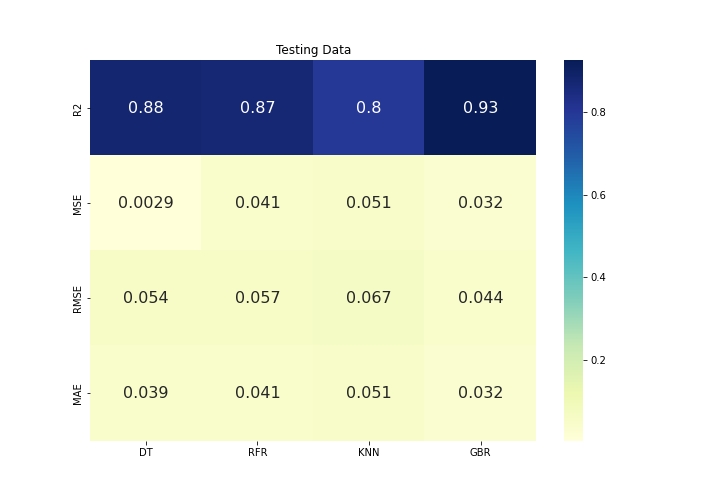 Testing Data
R2 0.88 0.87 0.8 0.93
MSE 0.0029 0.041 0.051 0.032
RMSE 0.054 0.057 0.067 0.044
MAE 0.039 0.041 0.051 0.032
DT RFR KNN GBR
0.8
0.6
0.4
0.2